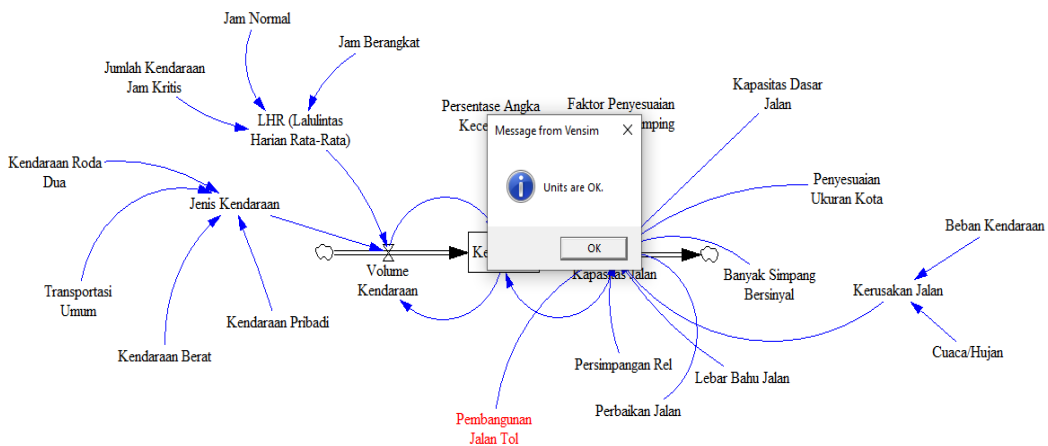 Jam Normal
Jam Berangkat
Jumlah Kendaraan
Jam Kritis
LHR (Lalulintas
Harian Rata-Rata)
Persentase Angka
Faktor Penyesuaian
Kapasitas Dasar
Jalan
Message from Vensim
Units are OK.
OK
Kendaraan Roda
Dua
Jenis Kendaraan
Penyesuaian
Ukuran Kota
Beban Kendaraan
Volume
Kendaraan
Kapasitas Jalan
Banyak Simpang
Bersinyal
Kerusakan Jalan
Transportasi
Umum
Kendaraan Pribadi
Kendaraan Berat
Persimpangan Rel
Lebar Bahu Jalan
Cuaca/Hujan
Perbaikan Jalan
Pembangunan
Jalan Tol